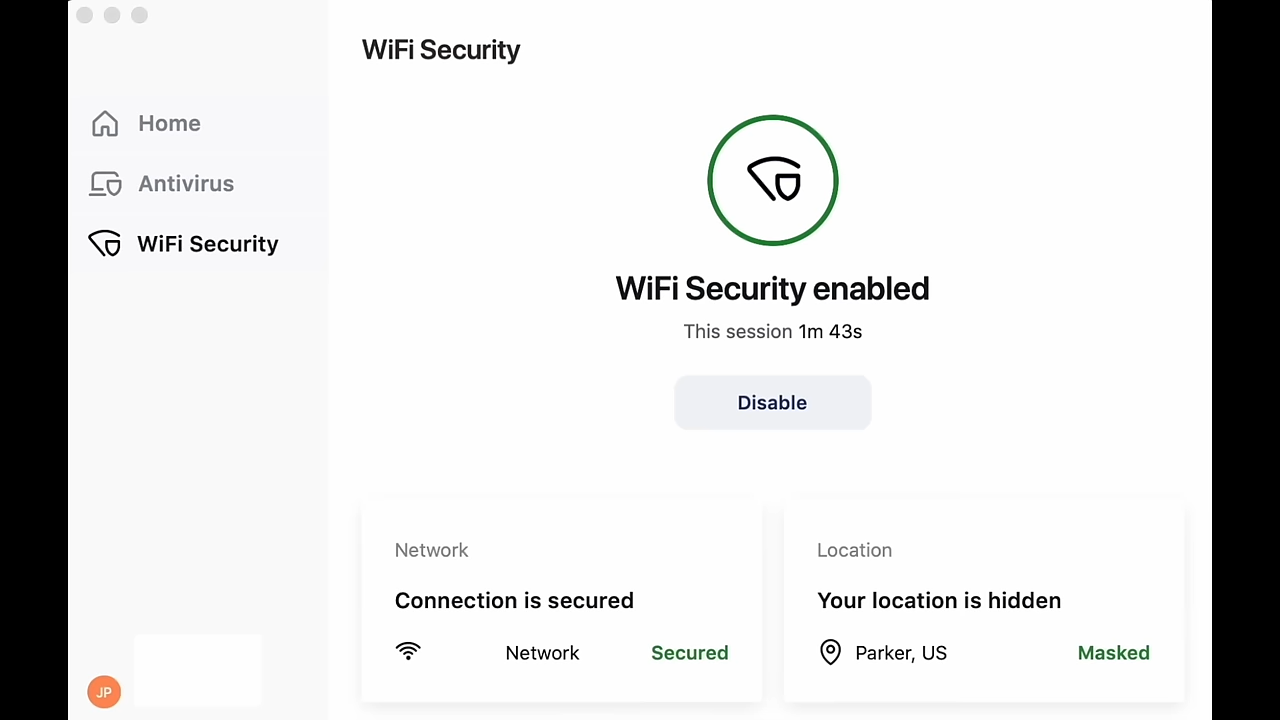 WiFi Security
Home
Antivirus
WiFi Security
WiFi Security enabled
This session 1m 43s
Disable
Network
Connection is secured
Network Secured
Location
Your location is hidden
Parker, US Masked
JP